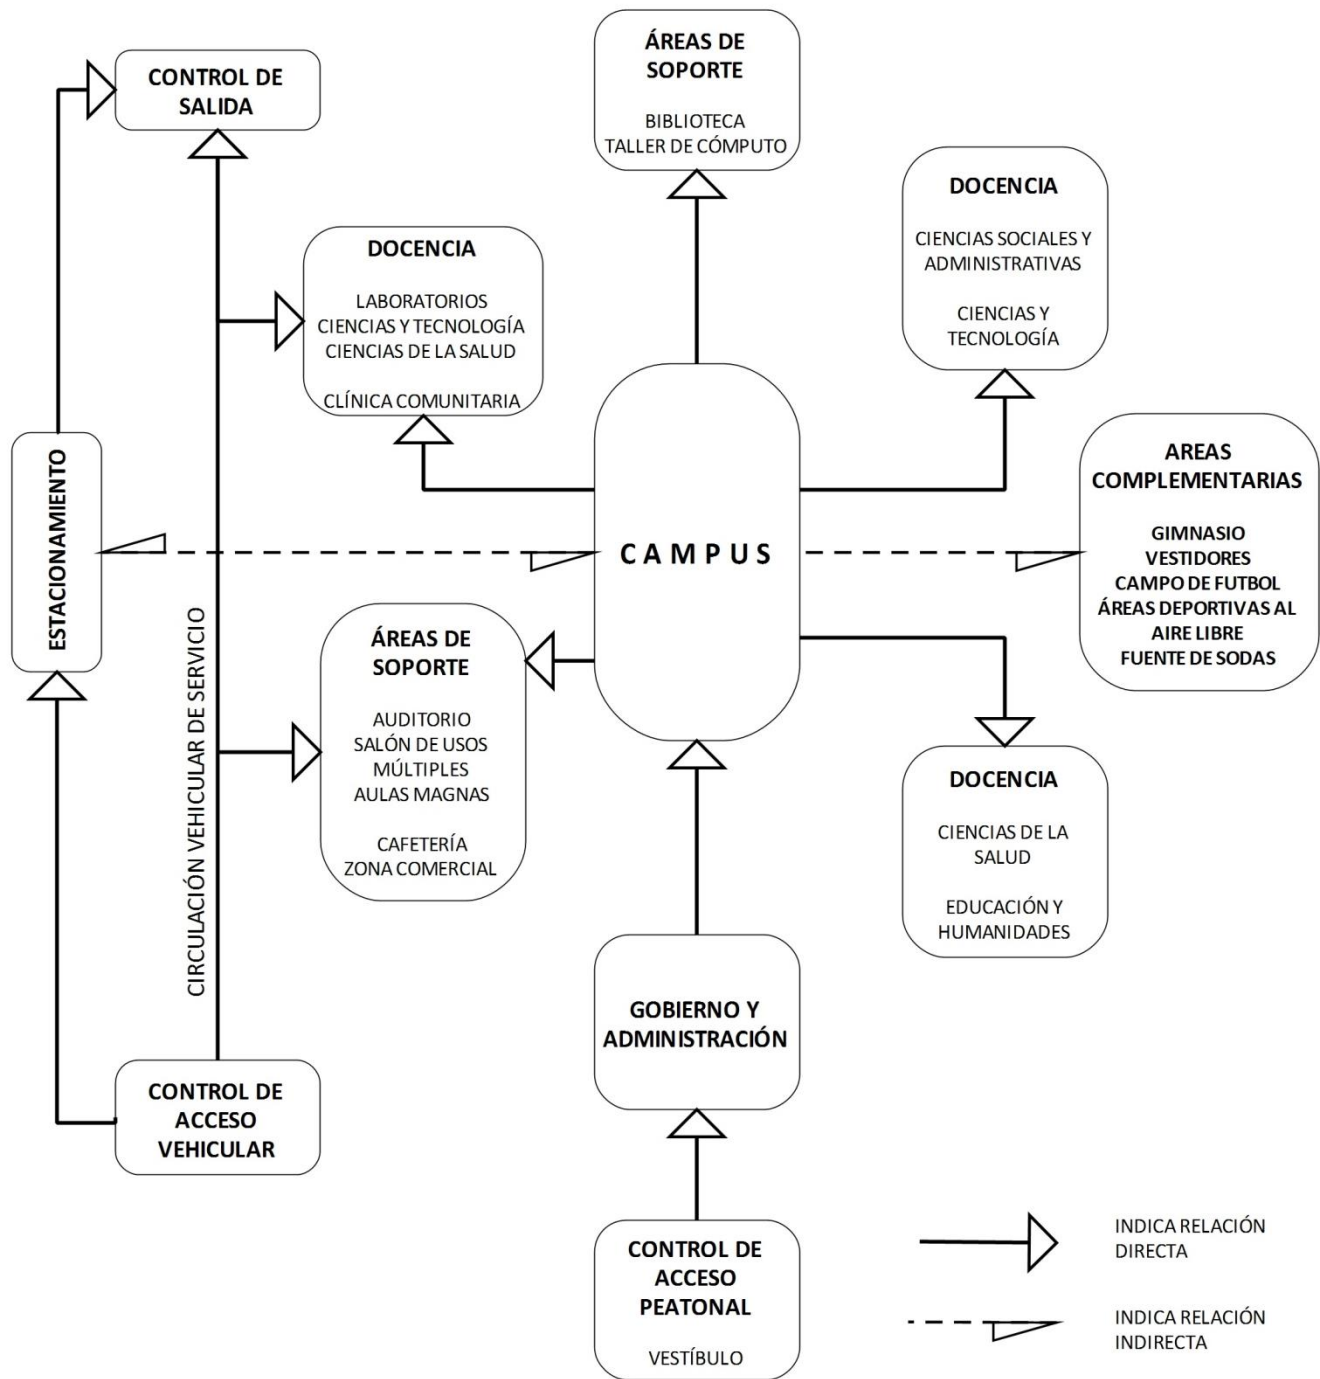 ÁREAS DE
SOPORTE
BIBLIOTECA
TALLER DE CÓMPUTO
CONTROL DE
SALIDA
DOCENCIA
CIENCIAS SOCIALES Y
ADMINISTRATIVAS
CIENCIAS Y
TECNOLOGÍA
DOCENCIA
LABORATORIOS
CIENCIAS Y TECNOLOGÍA
CIENCIAS DE LA SALUD
CLÍNICA COMUNITARIA
ESTACIONAMIENTO
CAMPUS
AREAS
COMPLEMENTARIAS
GIMNASIO
VESTIDORES
CAMPO DE FUTBOL
ÁREAS DEPORTIVAS AL
AIRE LIBRE
FUENTE DE SODAS
CIRCULACIÓN VEHICULAR DE SERVICIO
ÁREAS DE
SOPORTE
AUDITORIO
SALÓN DE USOS
MÚLTIPLES
AULAS MAGNAS
CAFETERÍA
ZONA COMERCIAL
DOCENCIA
CIENCIAS DE LA
SALUD
EDUCACIÓN Y
HUMANIDADES
GOBIERNO Y
ADMINISTRACIÓN
CONTROL DE
ACCESO
VEHICULAR
CONTROL DE
ACCESO
PEATONAL
VESTÍBULO
INDICA RELACIÓN
DIRECTA
INDICA RELACIÓN
INDIRECTA